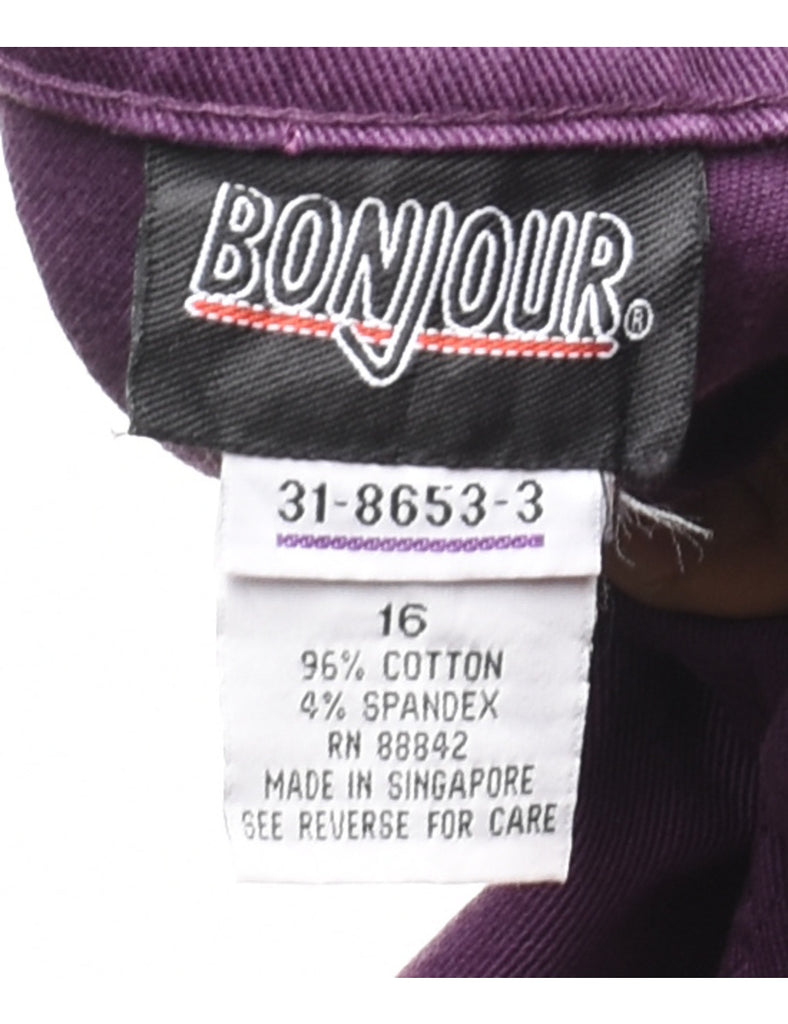 BONJOUR®
31-8653-3
16
96% COTTON
4% SPANDEX
RN 88842
MADE IN SINGAPORE
SEE REVERSE FOR CARE